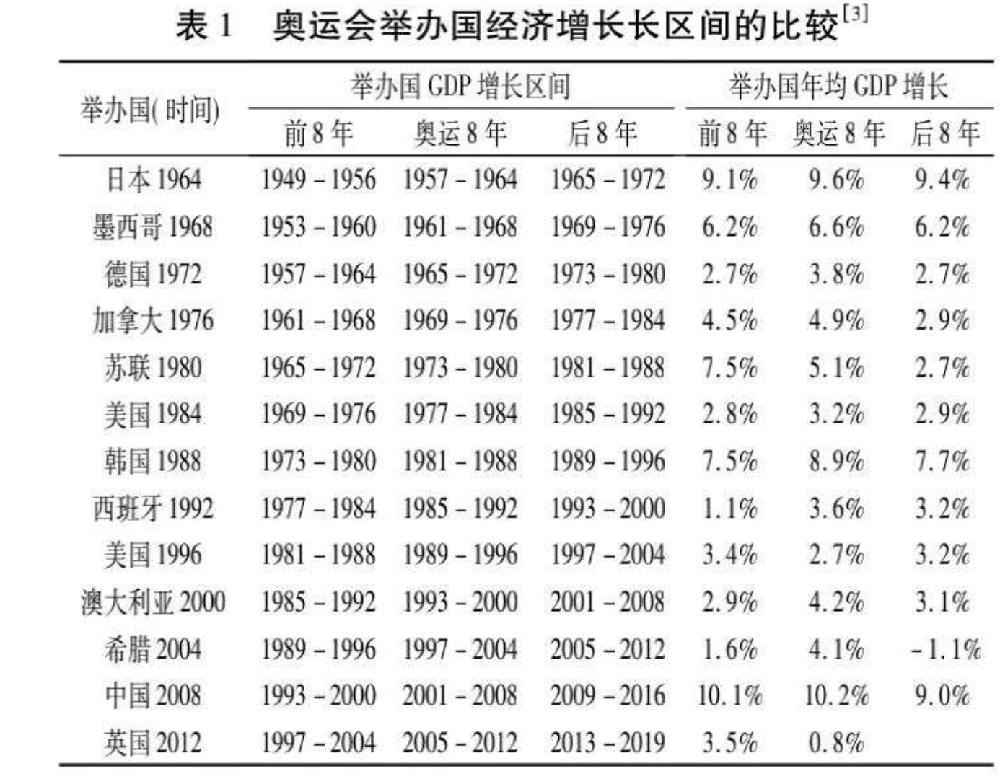 表1 奥运会举办国经济增长长区间的比较[3]
举办国(时间) 举办国 GDP 增长区间 举办国年均 GDP 增长
前 8 年 奥运 8 年 后 8 年 前 8 年 奥运 8 年 后 8 年
日本 1964 1949－1956 1957－1964 1965－1972 9.1% 9.6% 9.4%
墨西哥 1968 1953－1960 1961－1968 1969－1976 6.2% 6.6% 6.2%
德国 1972 1957－1964 1965－1972 1973－1980 2.7% 3.8% 2.7%
加拿大 1976 1961－1968 1969－1976 1977－1984 4.5% 4.9% 2.9%
苏联 1980 1965－1972 1973－1980 1981－1988 7.5% 5.1% 2.7%
美国 1984 1969－1976 1977－1984 1985－1992 2.8% 3.2% 2.9%
韩国 1988 1973－1980 1981－1988 1989－1996 7.5% 8.9% 7.7%
西班牙 1992 1977－1984 1985－1992 1993－2000 1.1% 3.6% 3.2%
美国 1996 1981－1988 1989－1996 1997－2004 3.4% 2.7% 3.2%
澳大利亚 2000 1985－1992 1993－2000 2001－2008 2.9% 4.2% 3.1%
希腊 2004 1989－1996 1997－2004 2005－2012 1.6% 4.1% －1.1%
中国 2008 1993－2000 2001－2008 2009－2016 10.1% 10.2% 9.0%
英国 2012 1997－2004 2005－2012 2013－2019 3.5% 0.8%